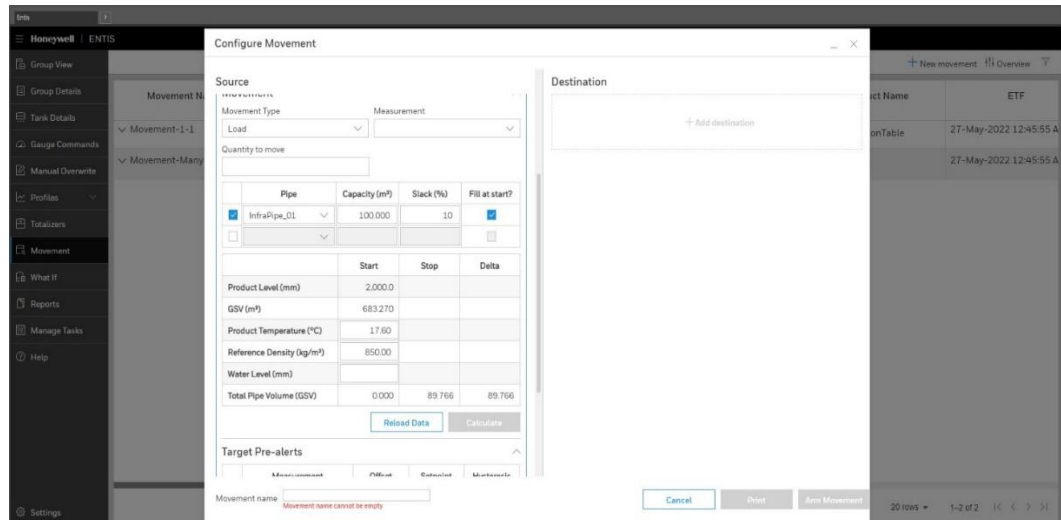 Entis
Honeywell | ENTIS
Configure Movement
Group View
+ New movement Overview
Group Details
Source
Destination
Movement
Movement N
ct Name
ETF
Tank Details
Movement Type
Measurement
+ Add destination
Load
Movement-1-1
onTable
27-May-2022 12:45:55 A
Gauge Commands
Quantity to move
Movement-Many
27-May-2022 12:45:55 A
Manual Overwrite
Pipe
Capacity (m³)
Slack (%)
Fill at start?
Profiles
InfraPipe_01
100.000
10
Totalizers
Movement
Start
Stop
Delta
What If
Product Level (mm)
2,000.0
Reports
GSV (m³)
683.270
Manage Tasks
Product Temperature (°C)
17.60
Reference Density (kg/m³)
850.00
Help
Water Level (mm)
Total Pipe Volume (GSV)
0.000
89.766
89.766
Reload Data
Calculate
Target Pre-alerts
Measurement
Offset
Setpoint
Hysteresis
Movement name
Movement name cannot be empty
Cancel
Print
Arm Movement
Settings
20 rows
1–2 of 2